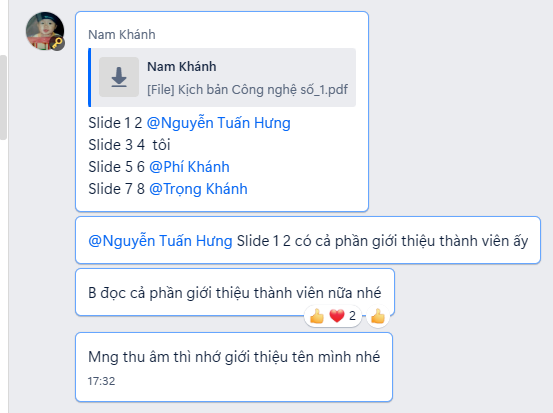 Nam Khánh
Nam Khánh
[File] Kịch bản Công nghệ số_1.pdf
Slide 1 2 @Nguyễn Tuấn Hưng
Slide 3 4  tôi
Slide 5 6 @Phí Khánh
Slide 7 8 @Trọng Khánh
@Nguyễn Tuấn Hưng Slide 1 2 có cả phần giới thiệu thành viên ấy
B đọc cả phần giới thiệu thành viên nữa nhé
👍❤️ 2 👍
Mng thu âm thì nhớ giới thiệu tên mình nhé
17:32